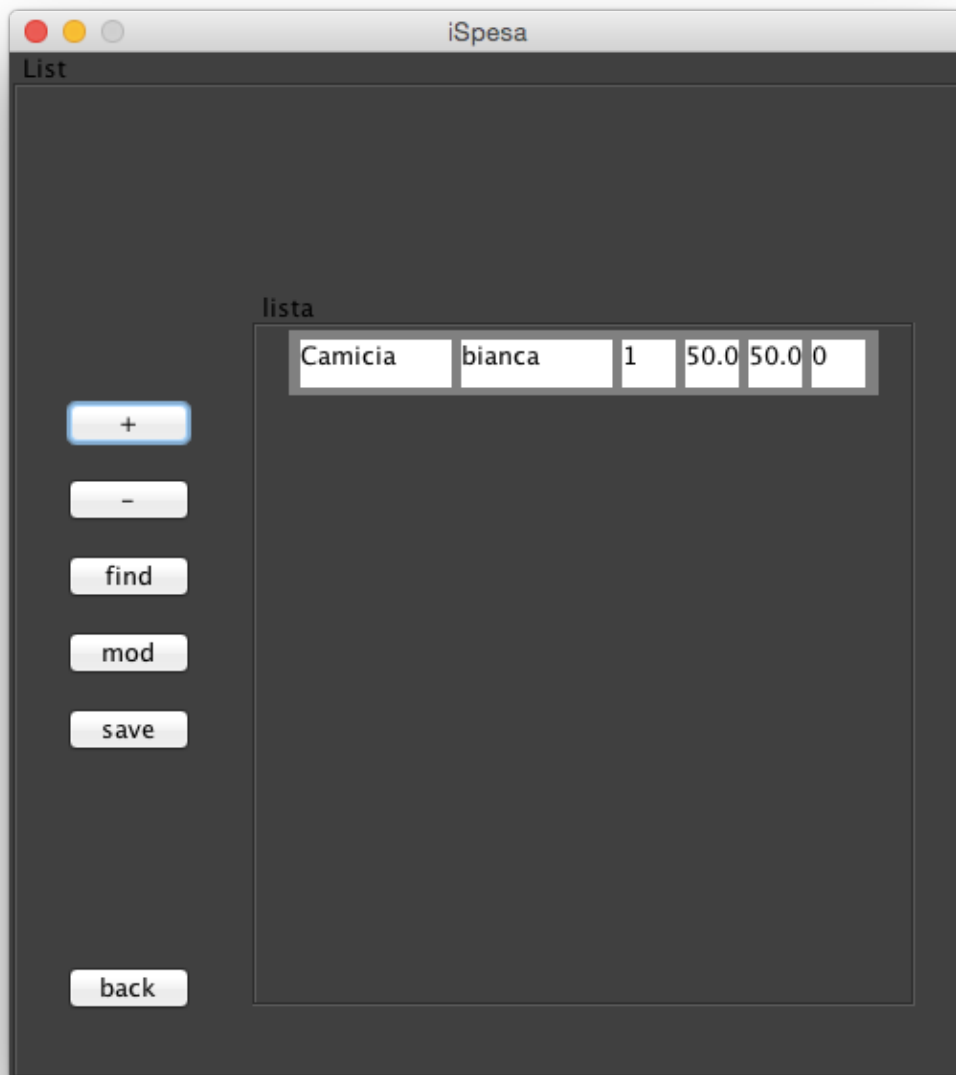 iSpesa
List
lista
Camicia bianca 1 50.0 50.0 0
+
-
find
mod
save
back